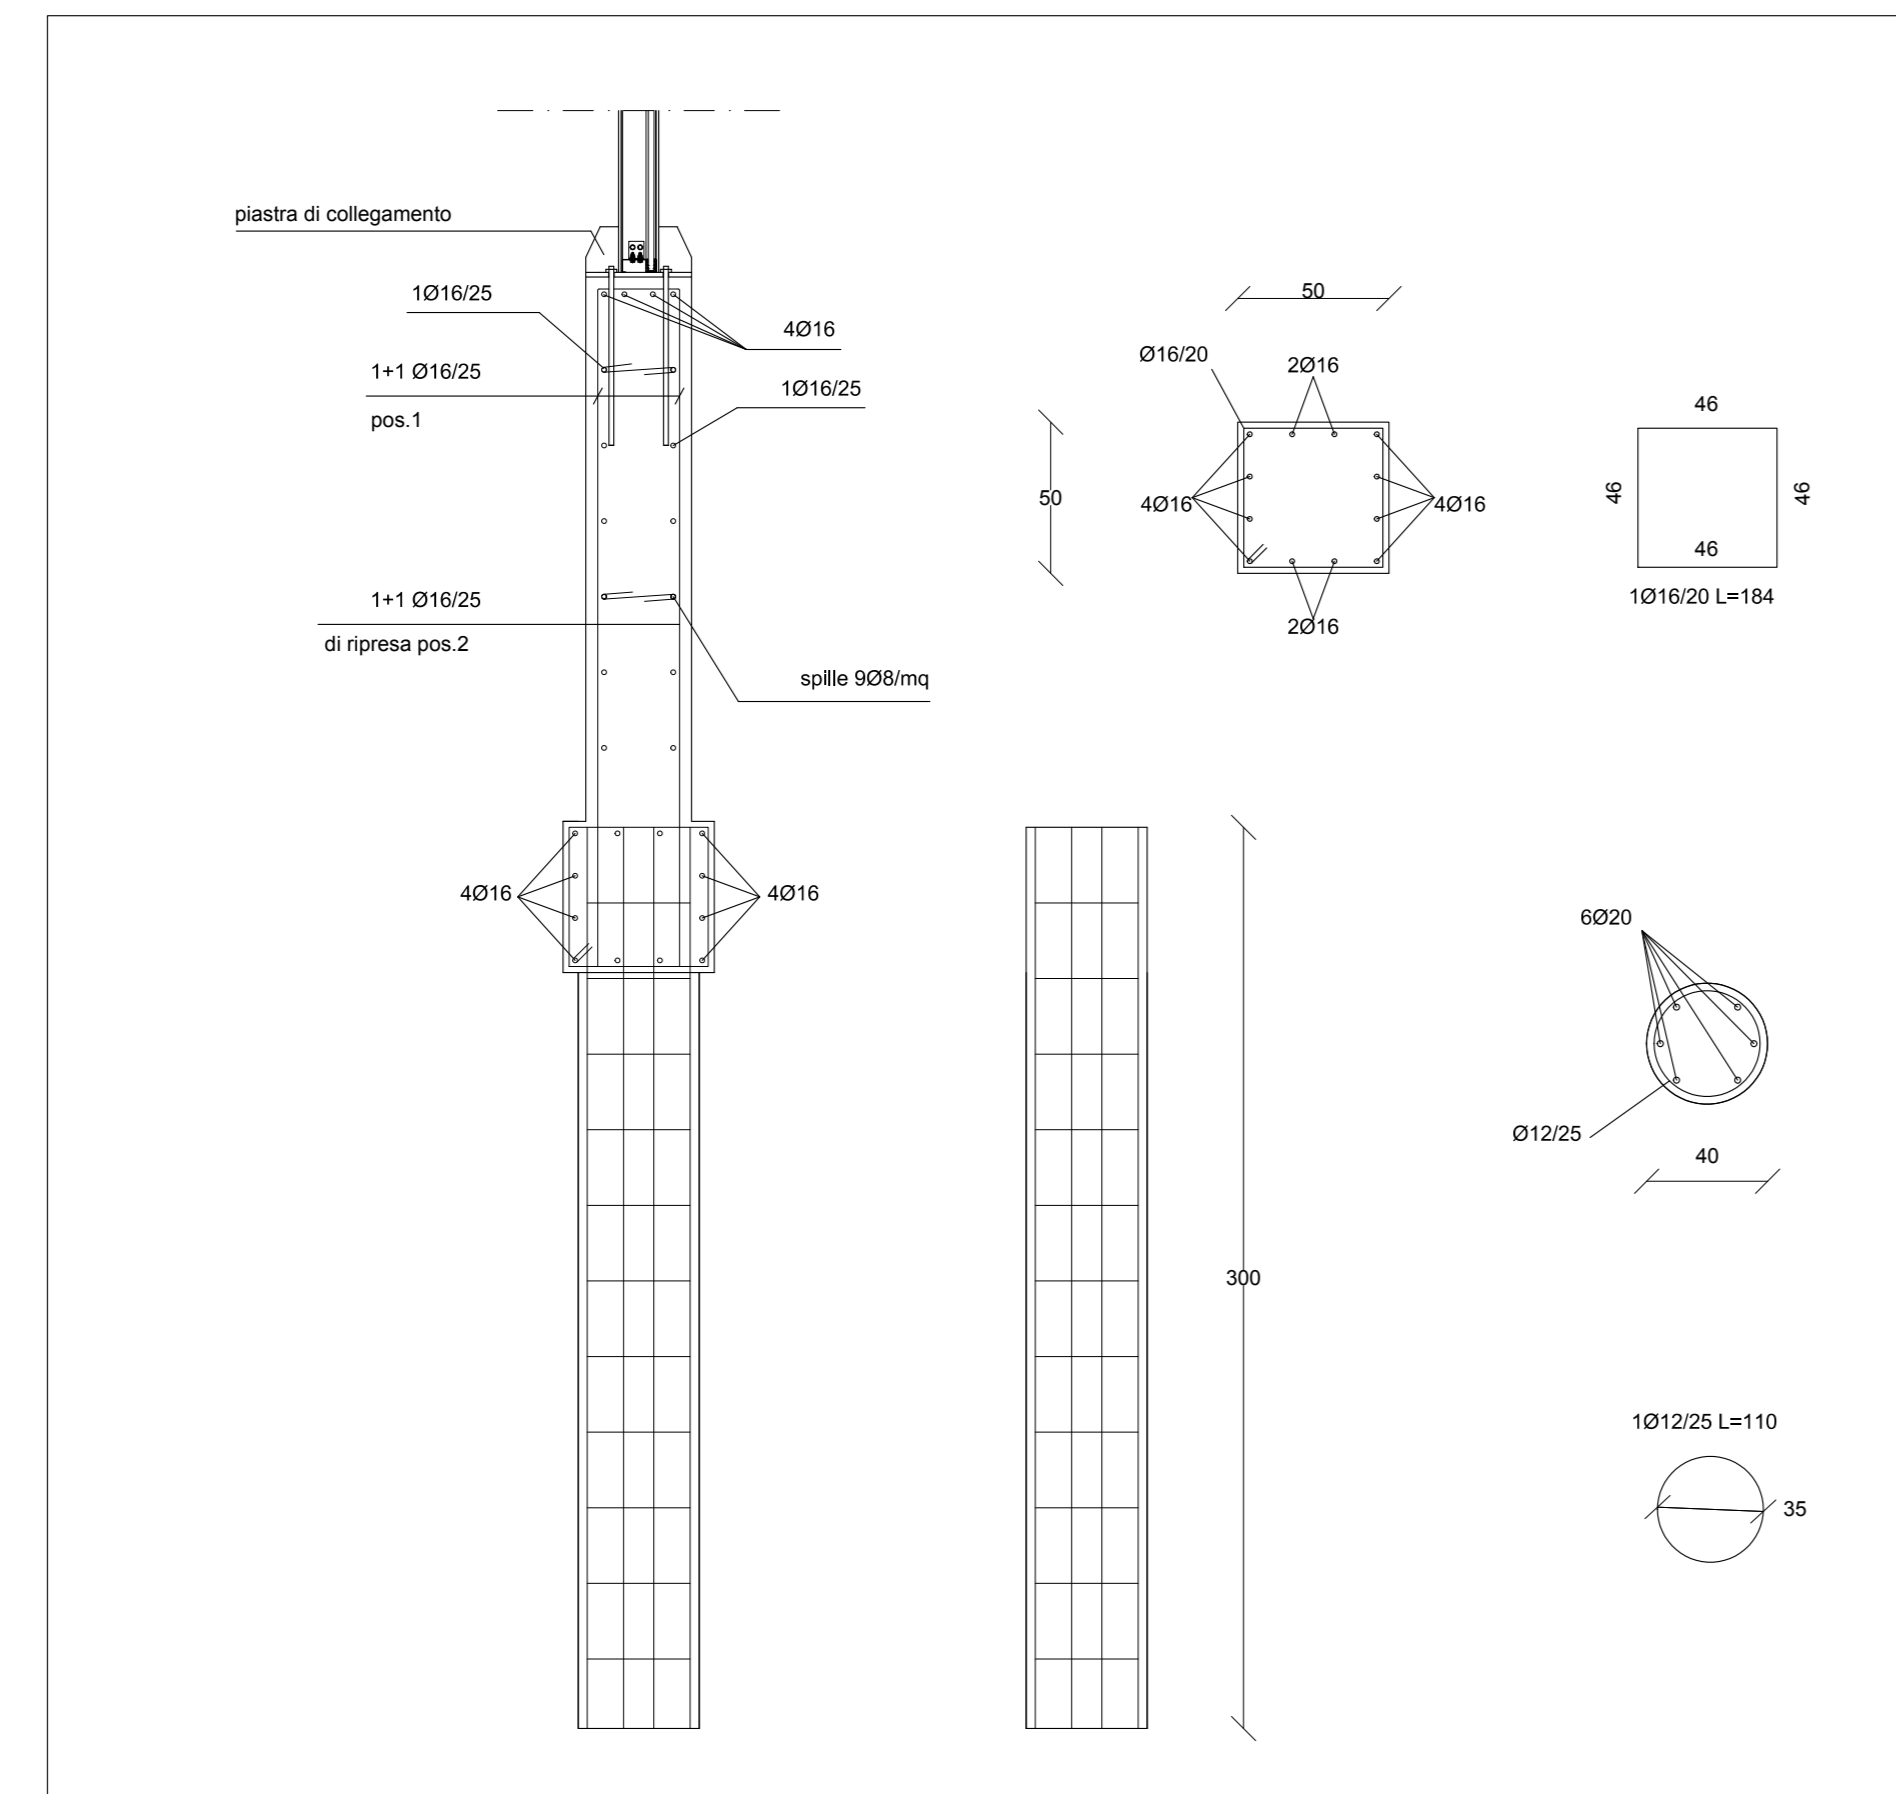 piastra di collegamento
1Ø16/25
4Ø16
1+1 Ø16/25
pos.1
1Ø16/25
1+1 Ø16/25
di ripresa pos.2
spille 9Ø8/mq
4Ø16
4Ø16
50
Ø16/20
2Ø16
50
4Ø16
4Ø16
2Ø16
46
46
46
46
1Ø16/20 L=184
300
6Ø20
Ø12/25
40
1Ø12/25 L=110
35